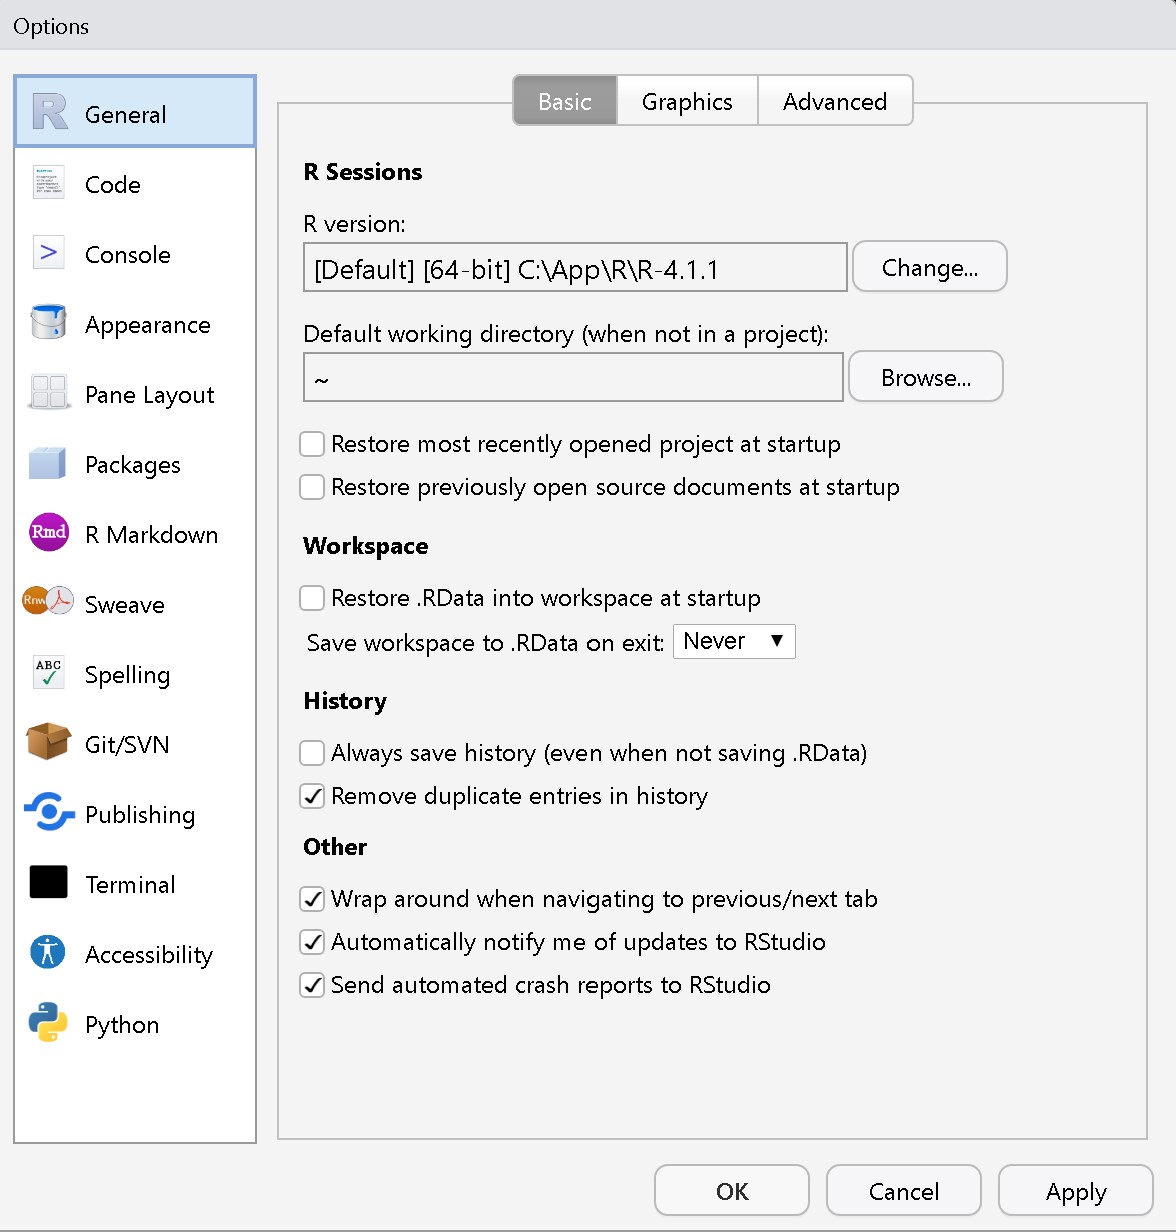 Options
General
Code
Console
Appearance
Pane Layout
Packages
Rmd R Markdown
Rnw Sweave
ABC Spelling
Git/SVN
Publishing
Terminal
Accessibility
Python
Basic Graphics Advanced
R Sessions
R version:
[Default] [64-bit] C:\App\R\R-4.1.1 Change...
Default working directory (when not in a project):
~ Browse...
Restore most recently opened project at startup
Restore previously open source documents at startup
Workspace
Restore .RData into workspace at startup
Save workspace to .RData on exit: Never
History
Always save history (even when not saving .RData)
Remove duplicate entries in history
Other
Wrap around when navigating to previous/next tab
Automatically notify me of updates to RStudio
Send automated crash reports to RStudio
OK Cancel Apply